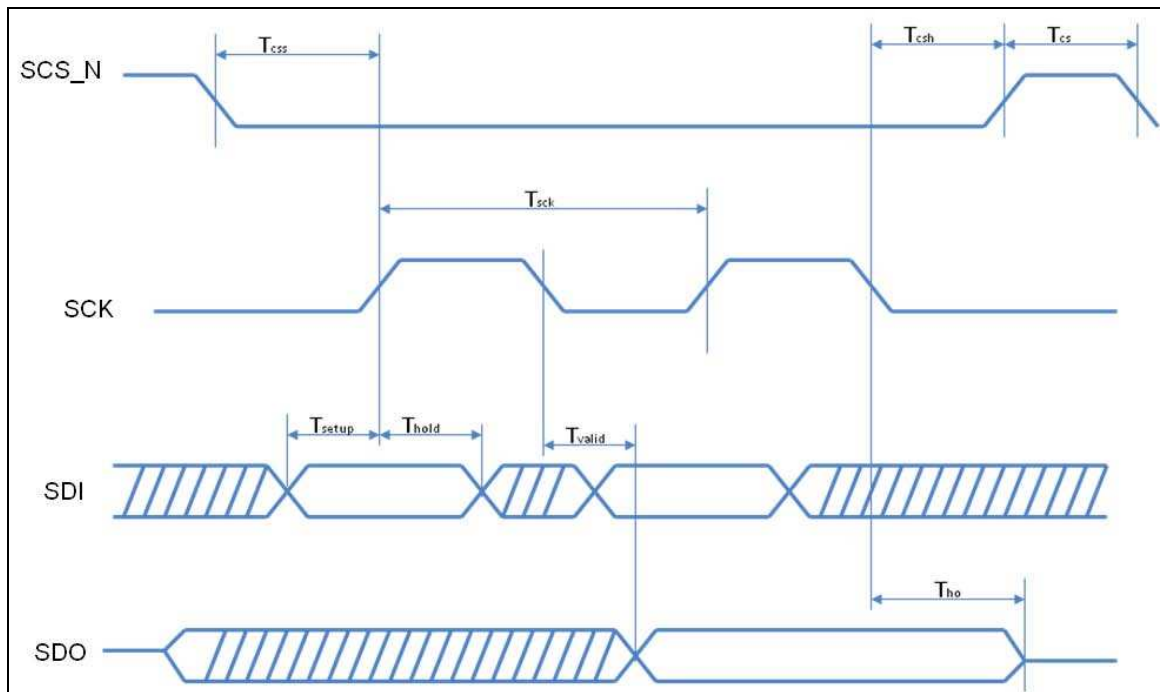 Tcss
Tcsh
Tcs
SCS_N
Tsck
SCK
Tsetup
Thold
Tvalid
SDI
Tho
SDO